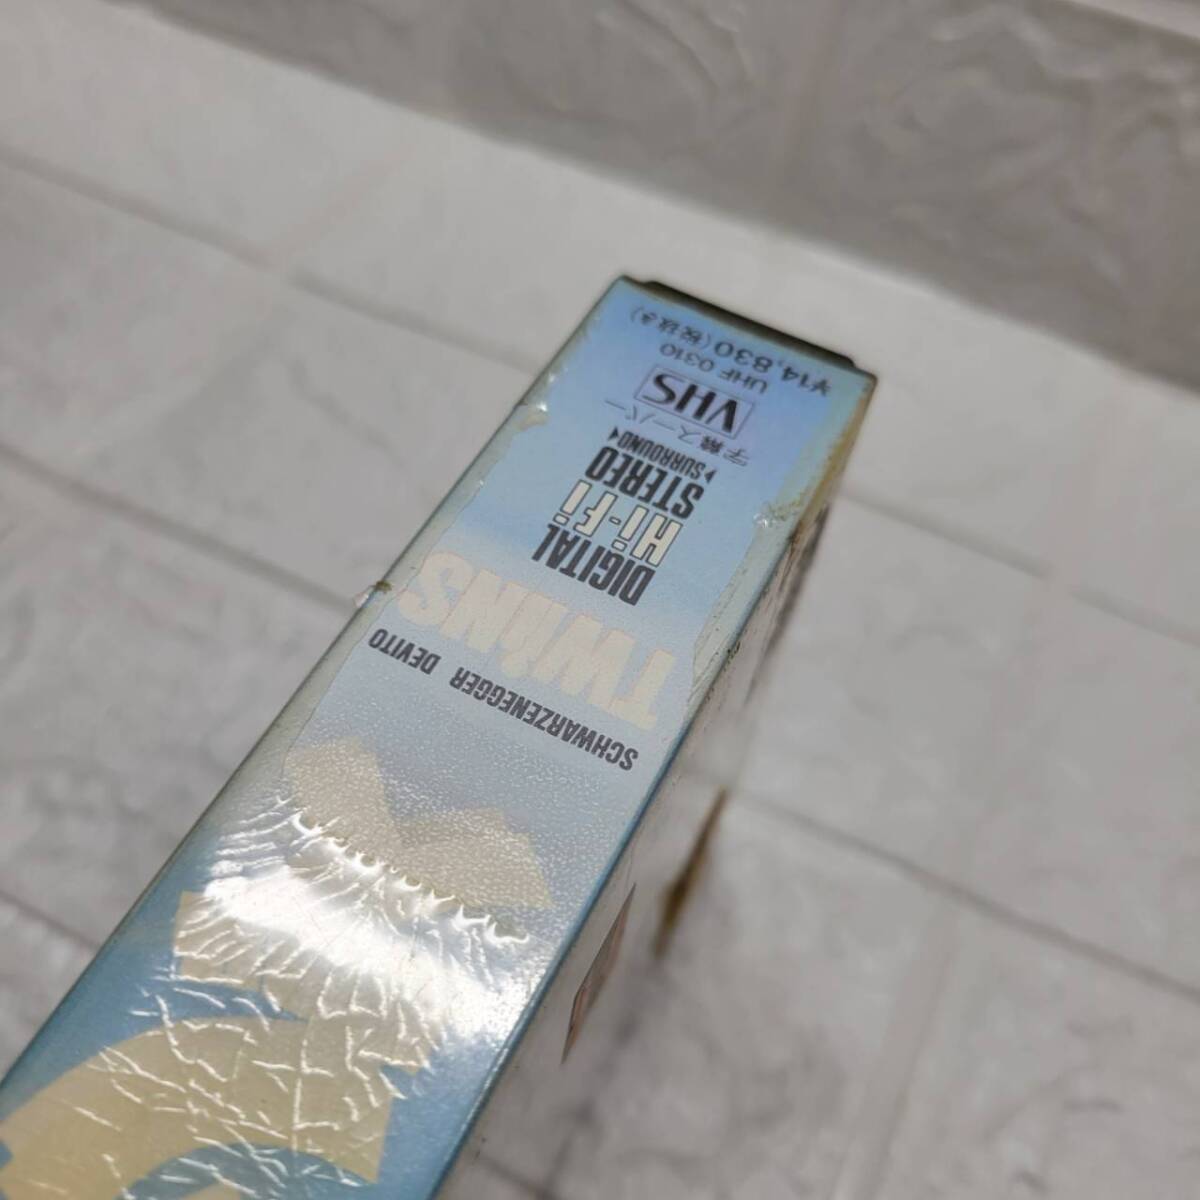 SCHWARZENEGGER DEVITO
TWiiNS
DIGITAL
Hi-Fi
STEREO
▶SURROUND◀
字幕スーパー
VHS
UHF 0310
¥14,830(税抜き)